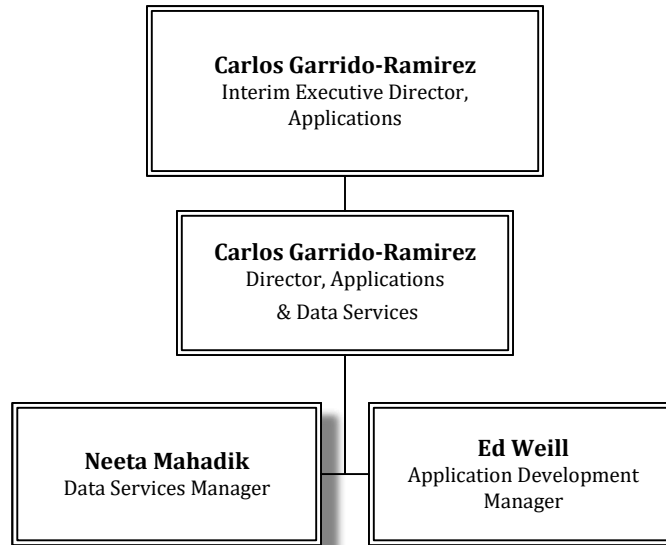 Carlos Garrido-Ramirez
Interim Executive Director,
Applications
Carlos Garrido-Ramirez
Director, Applications
& Data Services
Neeta Mahadik
Data Services Manager
Ed Weill
Application Development
Manager